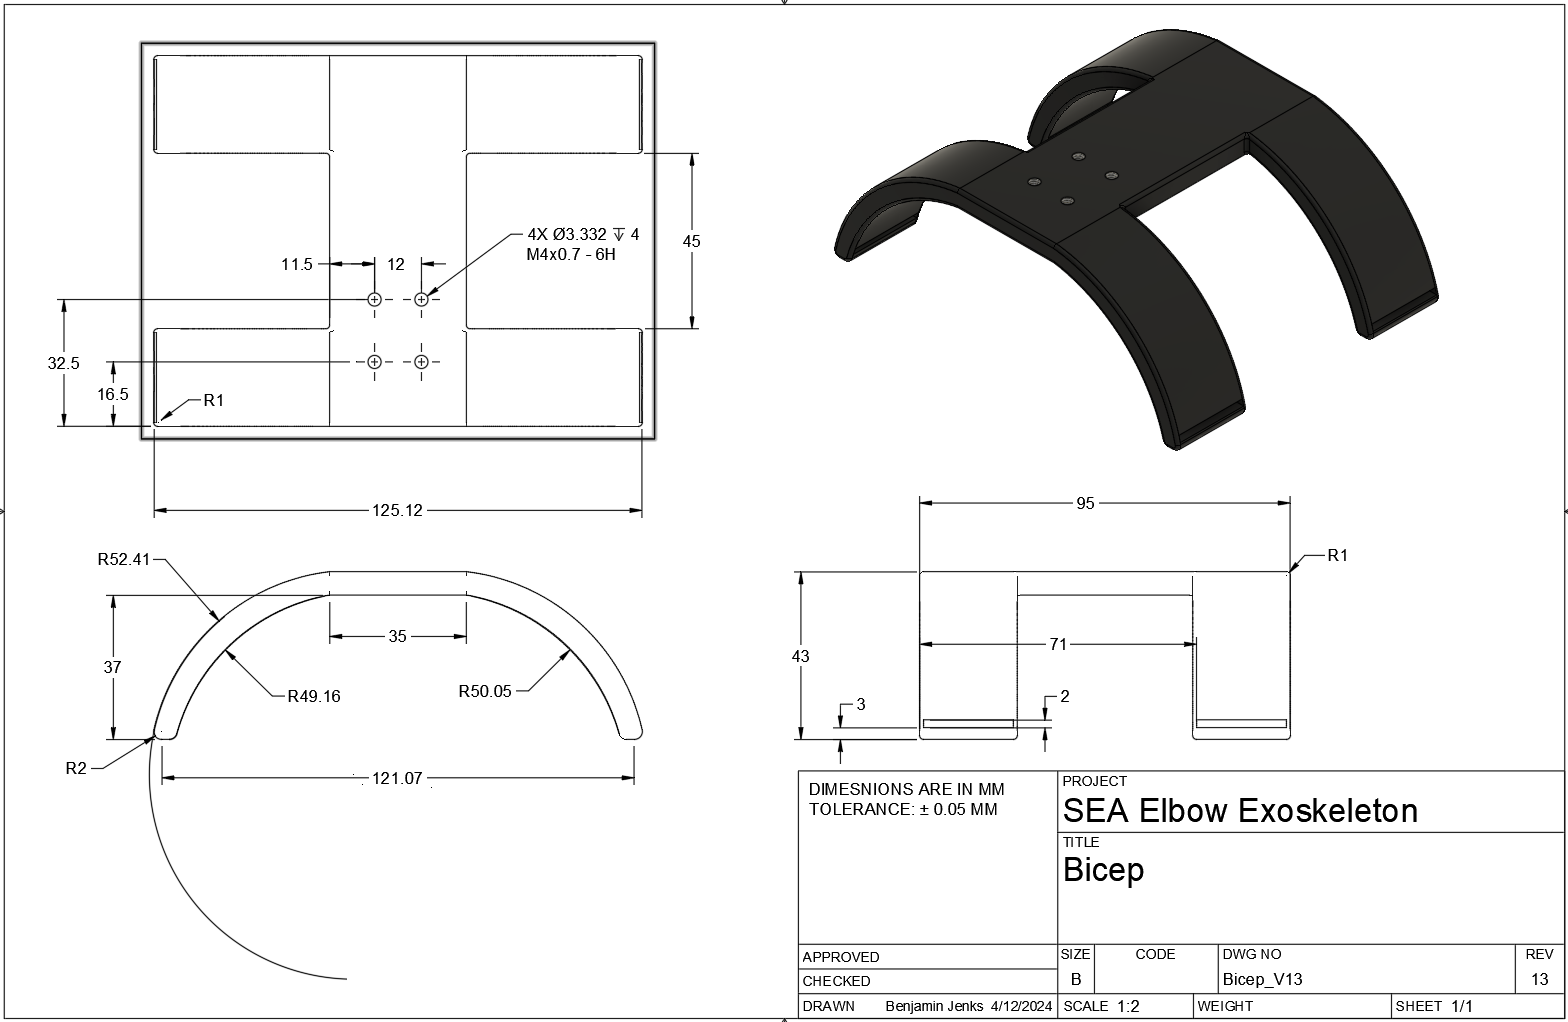 4X Ø3.332 ↧ 4
M4x0.7 - 6H
11.5
12
45
32.5
16.5
R1
125.12
R52.41
37
35
R49.16
R50.05
R2
121.07
95
R1
43
71
3
2
DIMESNIONS ARE IN MM
TOLERANCE: ± 0.05 MM
PROJECT
SEA Elbow Exoskeleton
TITLE
Bicep
APPROVED
CHECKED
DRAWN Benjamin Jenks 4/12/2024
SIZE
B
CODE
DWG NO
Bicep_V13
REV
13
SCALE 1:2
WEIGHT
SHEET 1/1